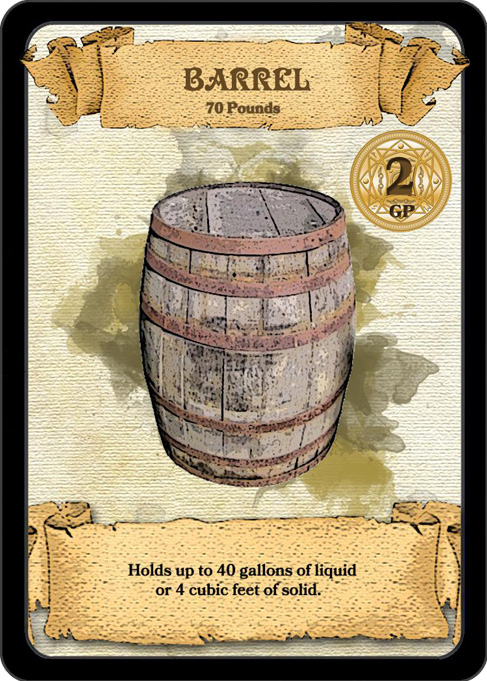 BARREL
70 Pounds
2
GP
Holds up to 40 gallons of liquid
or 4 cubic feet of solid.